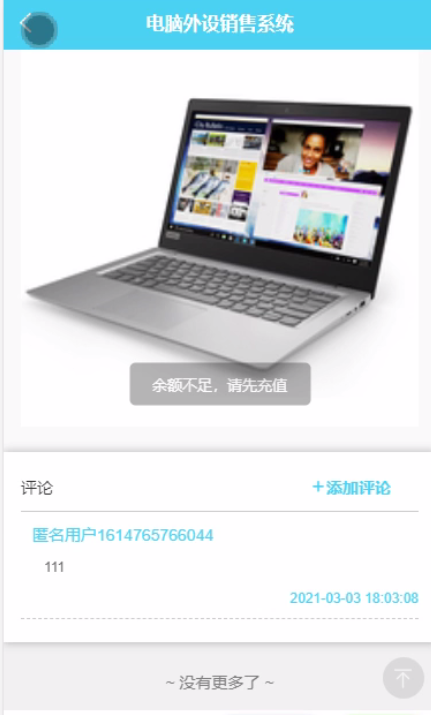 电脑外设销售系统
余额不足，请先充值
评论
+添加评论
匿名用户1614765766044
111
2021-03-03 18:03:08
~ 没有更多了 ~